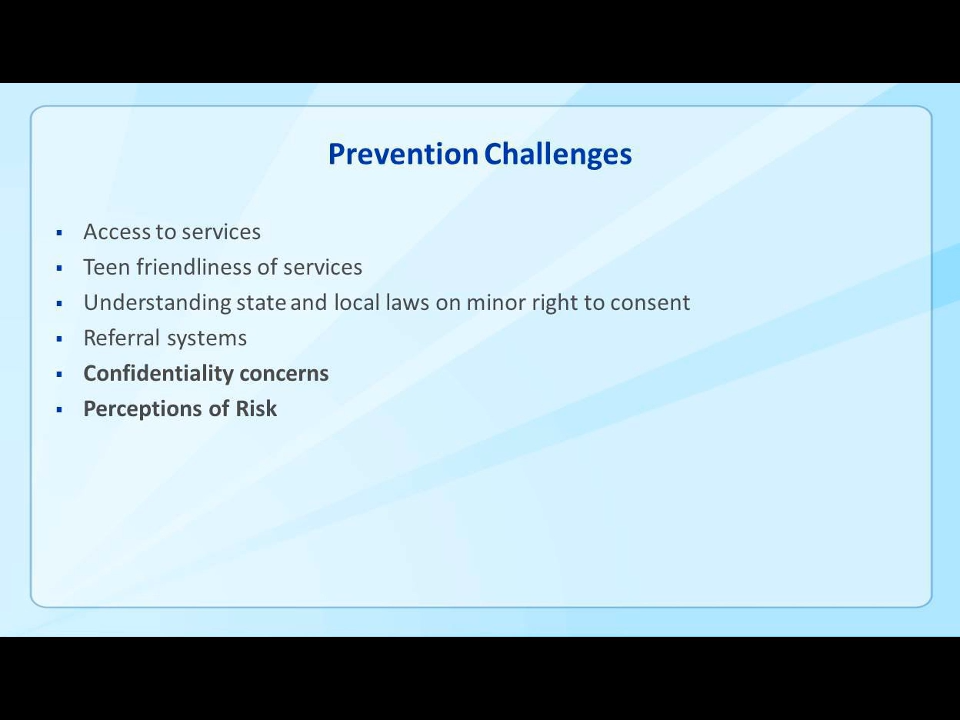 Prevention Challenges
▪ Access to services
▪ Teen friendliness of services
▪ Understanding state and local laws on minor right to consent
▪ Referral systems
▪ Confidentiality concerns
▪ Perceptions of Risk